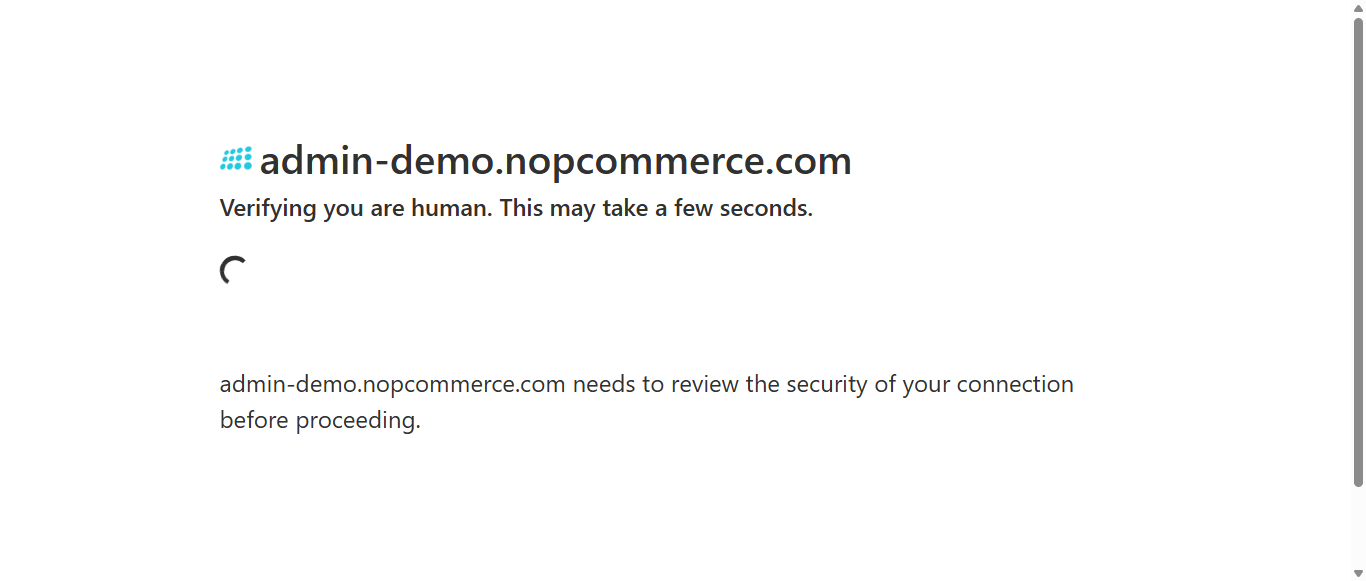 admin-demo.nopcommerce.com
Verifying you are human. This may take a few seconds.
admin-demo.nopcommerce.com needs to review the security of your connection
before proceeding.